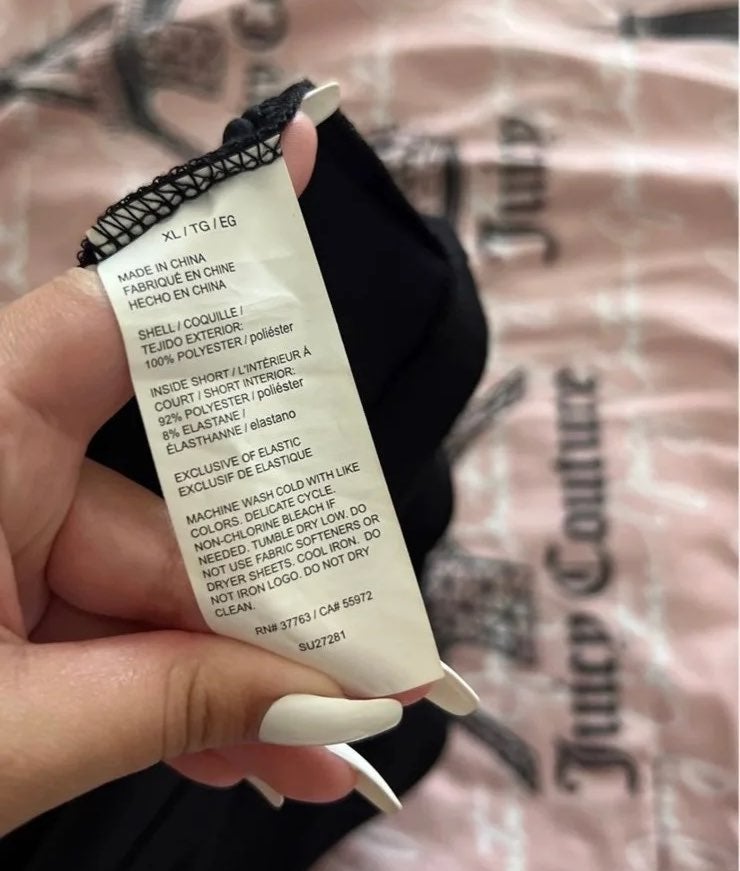 XL / TG / EG
MADE IN CHINA
FABRIQUÉ EN CHINE
HECHO EN CHINA
SHELL / COQUILLE /
TEJIDO EXTERIOR:
100% POLYESTER / poliéster
INSIDE SHORT / L'INTÉRIEUR À
COURT / SHORT INTERIOR:
92% POLYESTER / poliéster
8% ELASTANE /
ÉLASTHANNE / elastano
EXCLUSIVE OF ELASTIC
EXCLUSIF DE ELASTIQUE
MACHINE WASH COLD WITH LIKE
COLORS. DELICATE CYCLE.
NON-CHLORINE BLEACH IF
NEEDED. TUMBLE DRY LOW. DO
NOT USE FABRIC SOFTENERS OR
DRYER SHEETS. COOL IRON. DO
NOT IRON LOGO. DO NOT DRY
CLEAN.
RN# 37763 / CA# 55972
SU27281
Juicy C
Juicy
Juicy Couture